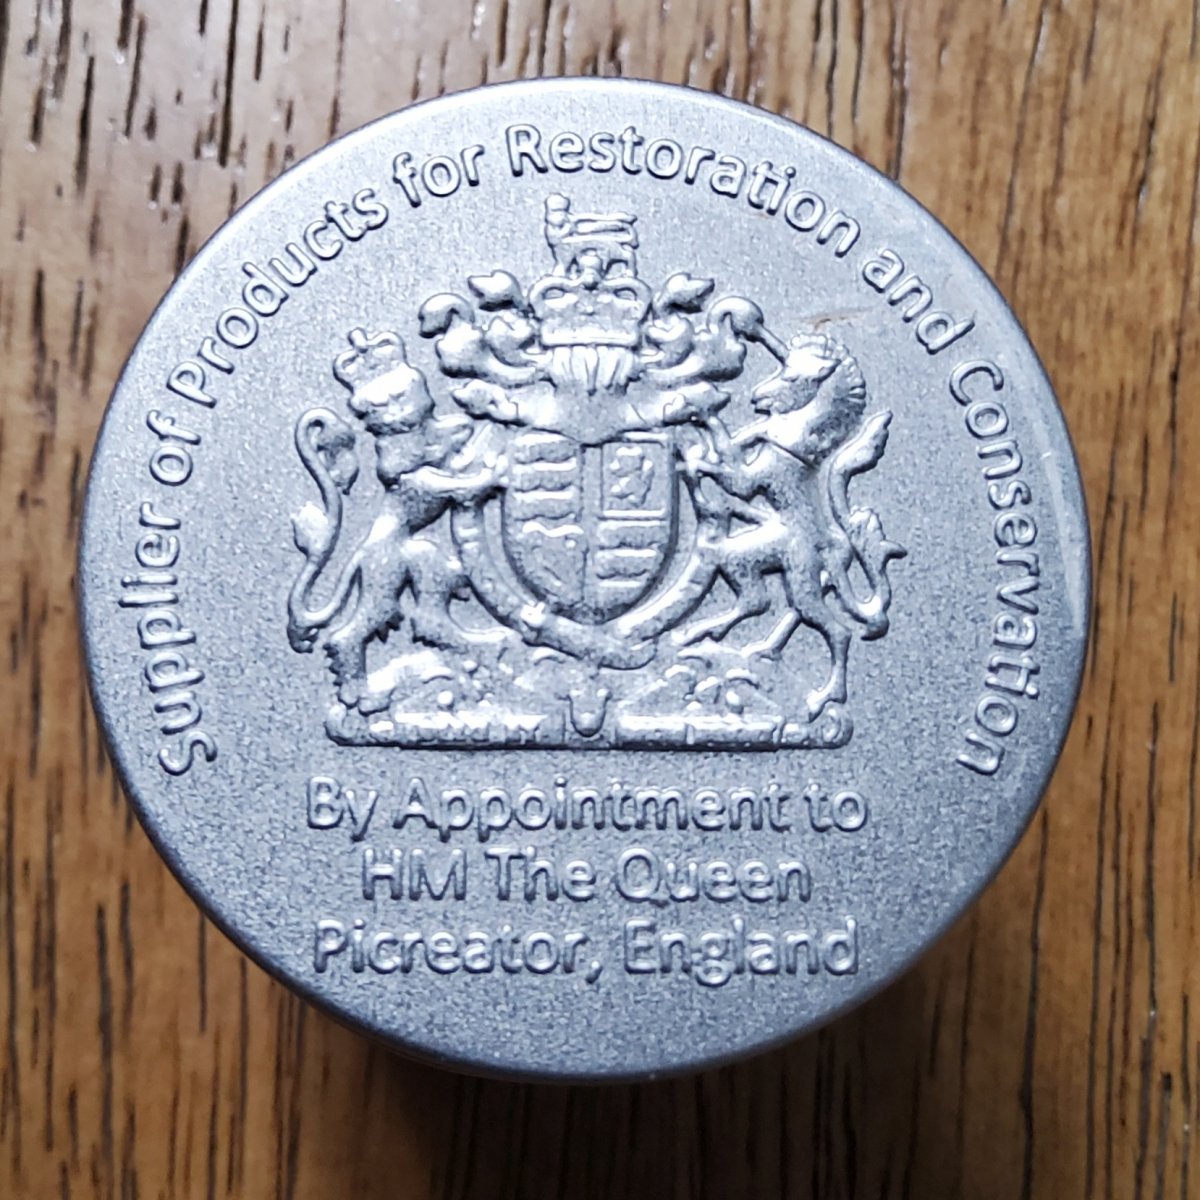 Supplier of Products for Restoration and Conservation
By Appointment to
HM The Queen
Picreator, England